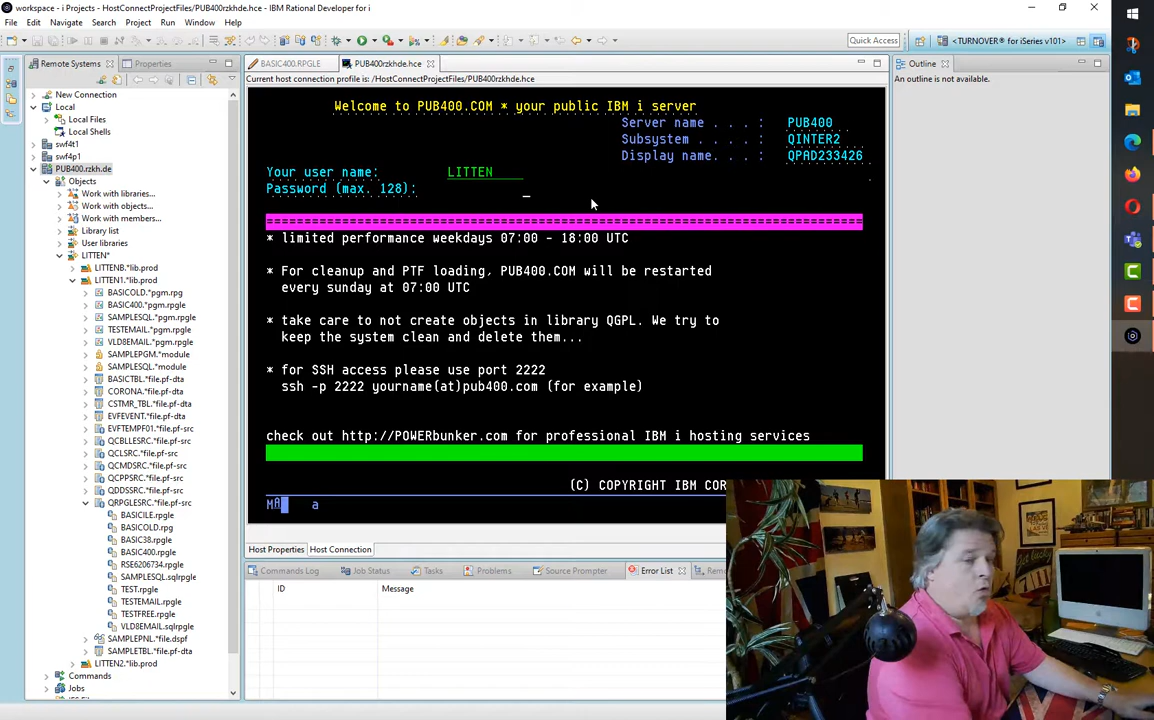 workspace - i Projects - HostConnectProjectFiles/PUB400rzkhde.hce - IBM Rational Developer for i
File Edit Navigate Search Project Run Window Help
Quick Access
<TURNOVER® for iSeries v101>
Remote Systems
Properties
BASIC400.RPGLE
PUB400rzkhde.hce
Outline
Current host connection profile is: /HostConnectProjectFiles/PUB400rzkhde.hce
An outline is not available.
New Connection
Local
Local Files
Local Shells
swf4t1
swf4p1
PUB400.rzkh.de
Objects
Work with libraries...
Work with objects...
Work with members...
Library list
User libraries
LITTEN*
LITTENB.*lib.prod
LITTEN1.*lib.prod
BASICOLD.*pgm.rpg
BASIC400.*pgm.rpgle
SAMPLESQL.*pgm.rpgle
TESTEMAIL.*pgm.rpgle
VLD8EMAIL.*pgm.rpgle
SAMPLEPGM.*module
SAMPLESQL.*module
BASICTBL.*file.pf-dta
CORONA.*file.pf-dta
CSTMR_TBL.*file.pf-dta
EVFEVENT.*file.pf-dta
EVFTEMPF01.*file.pf-dta
QCBLLESRC.*file.pf-src
QCLSRC.*file.pf-src
QCMDSRC.*file.pf-src
QCPPSRC.*file.pf-src
QDDSSRC.*file.pf-src
QRPGLESRC.*file.pf-src
BASICILE.rpgle
BASICOLD.rpg
BASIC38.rpgle
BASIC400.rpgle
RSE6206734.rpgle
SAMPLESQL.sqlrpgle
TEST.rpgle
TESTEMAIL.rpgle
TESTFREE.rpgle
VLD8EMAIL.sqlrpgle
SAMPLEPNL.*file.dspf
SAMPLETBL.*file.pf-dta
LITTEN2.*lib.prod
Commands
Jobs
Welcome to PUB400.COM * your public IBM i server
Server name . . . : PUB400
Subsystem . . . . : QINTER2
Display name. . . : QPAD233426
Your user name: LITTEN
Password (max. 128):
===============================================================================
* limited performance weekdays 07:00 - 18:00 UTC
* For cleanup and PTF loading, PUB400.COM will be restarted
every sunday at 07:00 UTC
* take care to not create objects in library QGPL. We try to
keep the system clean and delete them...
* for SSH access please use port 2222
ssh -p 2222 yourname(at)pub400.com (for example)
check out http://POWERbunker.com for professional IBM i hosting services
(C) COPYRIGHT IBM COR
MA a
Host Properties
Host Connection
Commands Log
Job Status
Tasks
Problems
Source Prompter
Error List
ID
Message